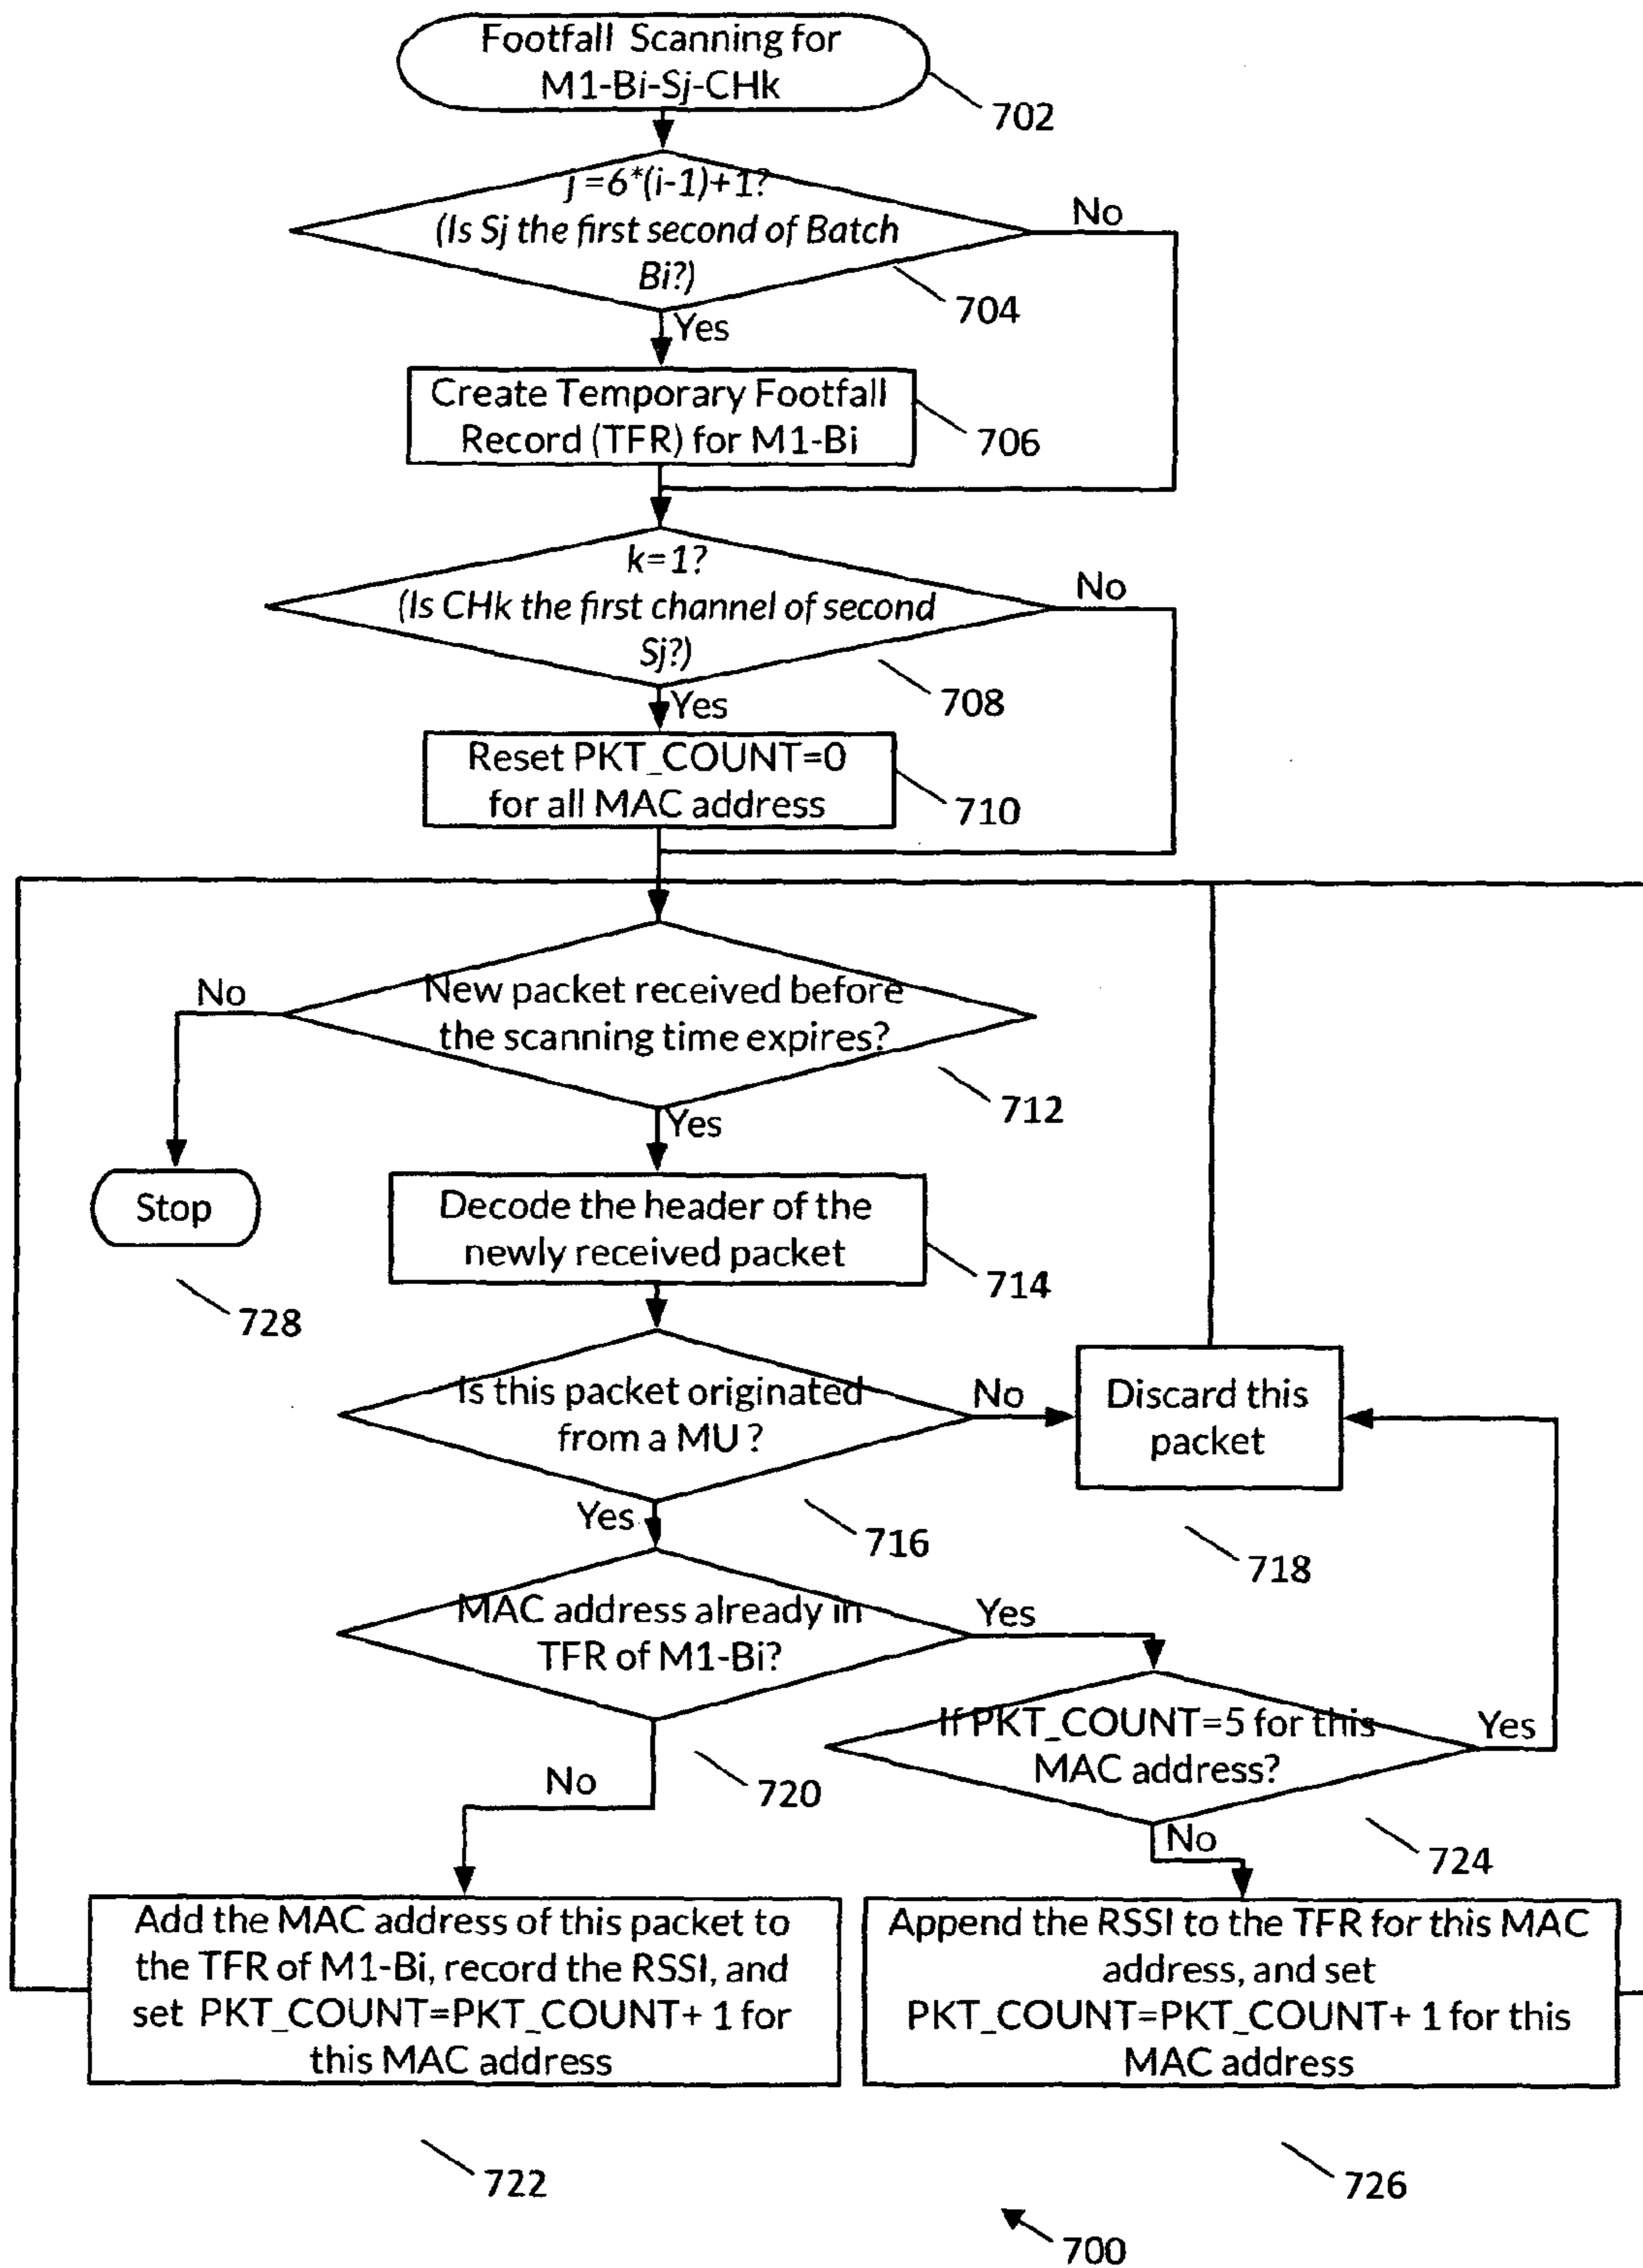 Footfall Scanning for
M1-Bi-Sj-CHk
702
j =6*(i-1)+1?
(Is Sj the first second of Batch
Bi?)
No
704
Yes
Create Temporary Footfall
Record (TFR) for M1-Bi
706
k=1?
(Is CHk the first channel of second
Sj?)
No
708
Yes
Reset PKT_COUNT=0
for all MAC address
710
New packet received before
the scanning time expires?
No
712
Yes
Stop
728
Decode the header of the
newly received packet
714
Is this packet originated
from a MU ?
No
Discard this
packet
716
718
Yes
MAC address already in
TFR of M1-Bi?
Yes
720
No
If PKT_COUNT=5 for this
MAC address?
Yes
724
No
Add the MAC address of this packet to
the TFR of M1-Bi, record the RSSI, and
set PKT_COUNT=PKT_COUNT+ 1 for
this MAC address
722
Append the RSSI to the TFR for this MAC
address, and set
PKT_COUNT=PKT_COUNT+ 1 for this
MAC address
726
700